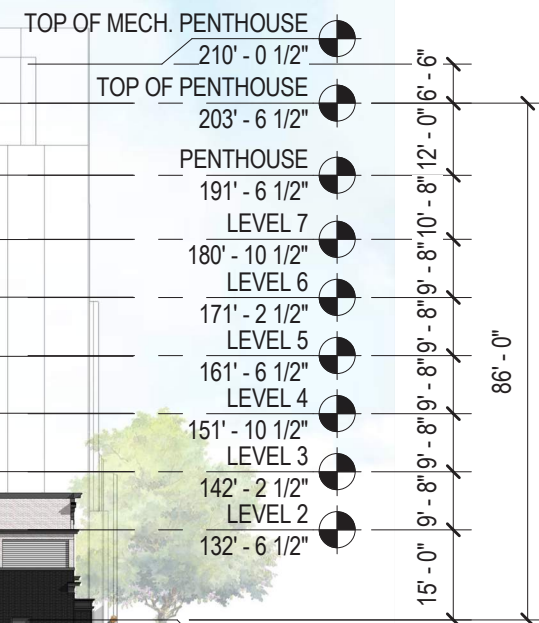 TOP OF MECH. PENTHOUSE
210' - 0 1/2"
TOP OF PENTHOUSE
203' - 6 1/2"
PENTHOUSE
191' - 6 1/2"
LEVEL 7
180' - 10 1/2"
LEVEL 6
171' - 2 1/2"
LEVEL 5
161' - 6 1/2"
LEVEL 4
151' - 10 1/2"
LEVEL 3
142' - 2 1/2"
LEVEL 2
132' - 6 1/2"
6' - 6"
12' - 0"
10' - 8"
9' - 8"
9' - 8"
9' - 8"
9' - 8"
9' - 8"
15' - 0"
86' - 0"